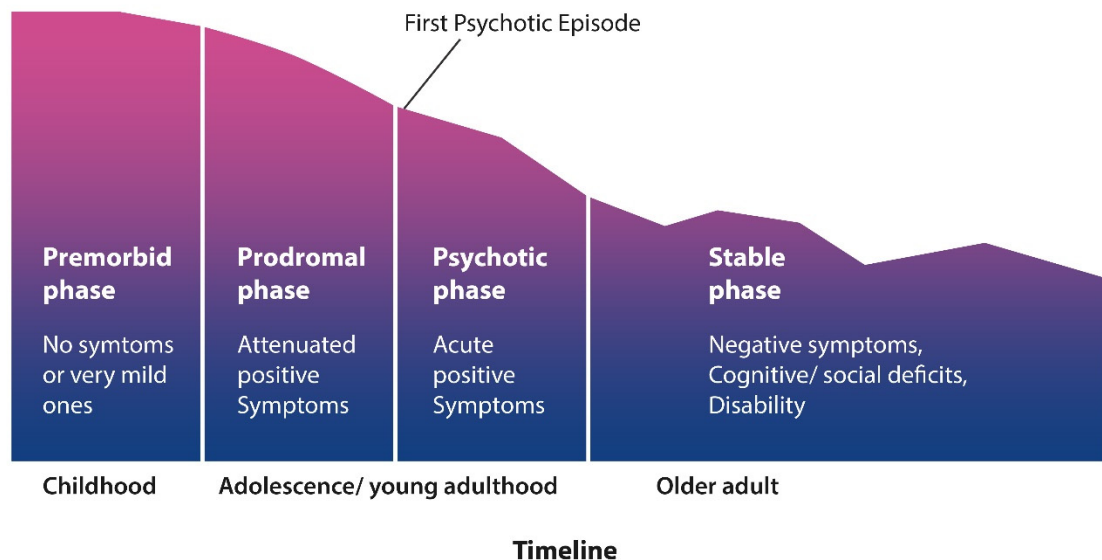 First Psychotic Episode
Premorbid
phase
No symtoms
or very mild
ones
Prodromal
phase
Attenuated
positive
Symptoms
Psychotic
phase
Acute
positive
Symptoms
Stable
phase
Negative symptoms,
Cognitive/ social deficits,
Disability
Childhood
Adolescence/ young adulthood
Older adult
Timeline